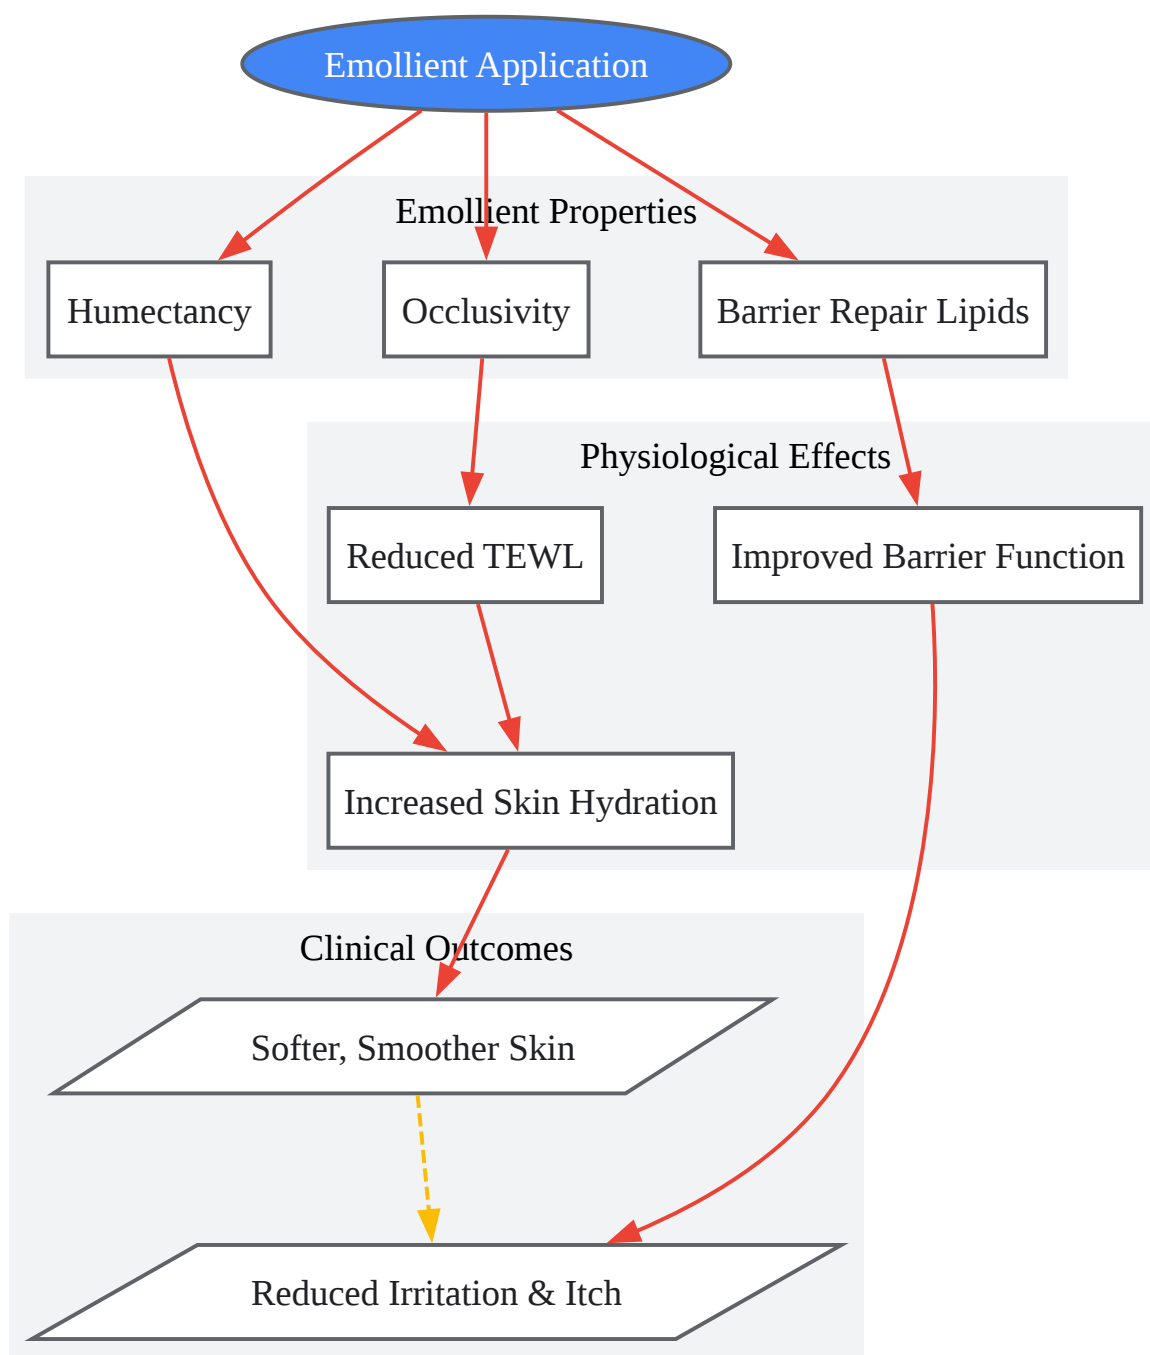 Emollient Application
Emollient Properties
Humectancy
Occlusivity
Barrier Repair Lipids
Physiological Effects
Reduced TEWL
Improved Barrier Function
Increased Skin Hydration
Clinical Outcomes
Softer, Smoother Skin
Reduced Irritation & Itch